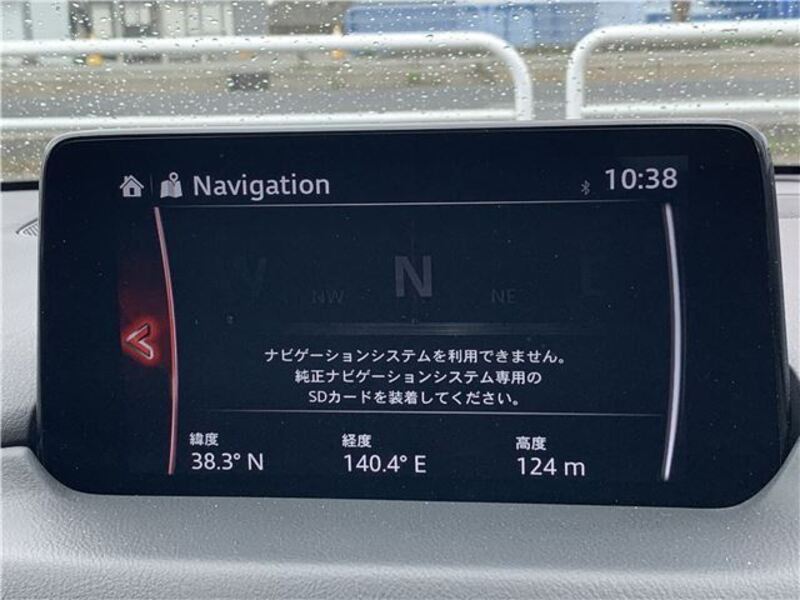 Navigation
10:38
N
NW
NE
ナビゲーションシステムを利用できません。
純正ナビゲーションシステム専用の
SDカードを装着してください。
緯度
経度
高度
38.3° N
140.4° E
124 m